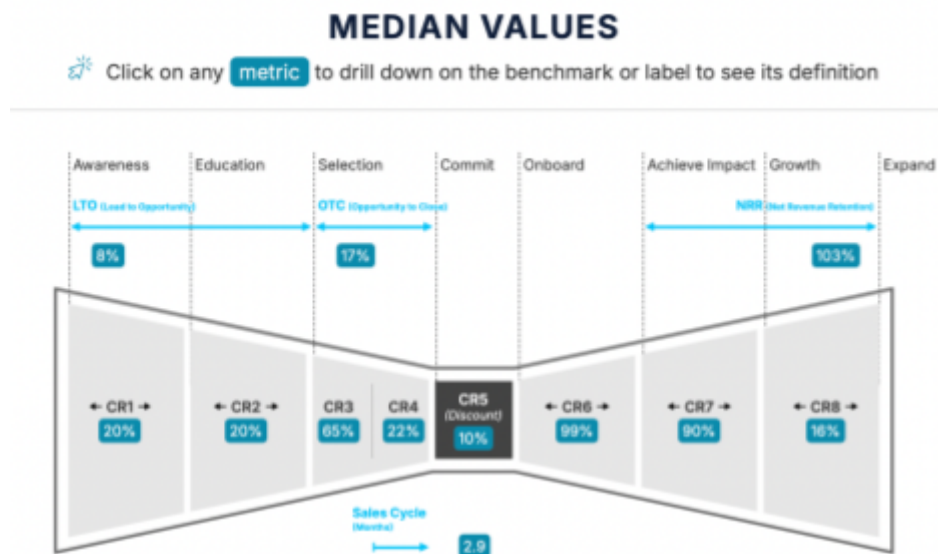 MEDIAN VALUES
Click on any metric to drill down on the benchmark or label to see its definition
Awareness Education Selection Commit Onboard Achieve Impact Growth Expand
LTO (Lead to Opportunity) OTC (Opportunity to Close) NRR (Net Revenue Retention)
8% 17% 103%
CR1 CR2 CR3 CR4 CR5 CR6 CR7 CR8
(Discount)
20% 20% 65% 22% 10% 99% 90% 16%
Sales Cycle
(Months)
2.9